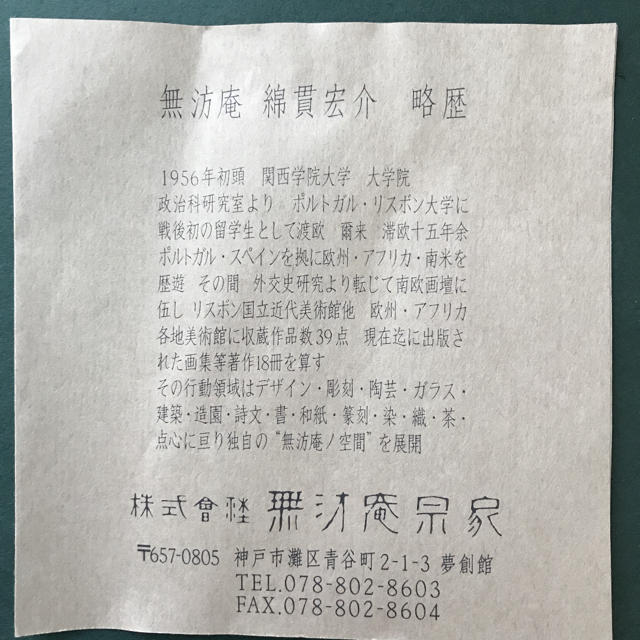 無汸庵 綿貫宏介　略歴
1956年初頭　関西学院大学　大学院
政治科研究室より　ポルトガル・リスボン大学に
戦後初の留学生として渡欧　爾来　滞欧十五年余
ポルトガル・スペインを拠に欧州・アフリカ・南米を
歴遊　その間　外交史研究より転じて南欧画壇に
伍し リスボン国立近代美術館他　欧州・アフリカ
各地美術館に収蔵作品数39点　現在迄に出版さ
れた画集等著作18冊を算す
その行動領域はデザイン・彫刻・陶芸・ガラス・
建築・造園・詩文・書・和紙・篆刻・染・織・茶・
点心に亘り独自の“無汸庵ノ空間”を展開
株式會社 無汸庵宗家
〒657-0805　神戸市灘区青谷町2-1-3 夢創館
TEL.078-802-8603
FAX.078-802-8604